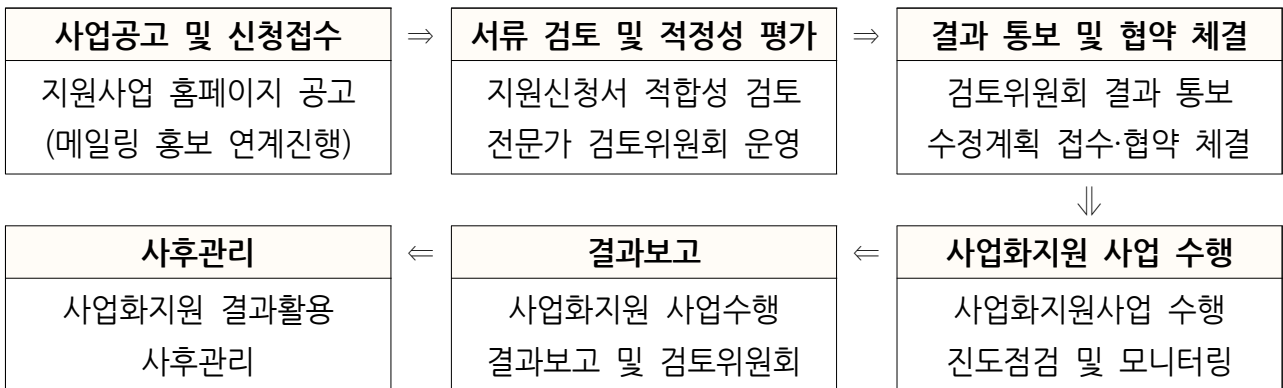 사업공고 및 신청접수 ⇒ 서류 검토 및 적정성 평가 ⇒ 결과 통보 및 협약 체결
지원사업 홈페이지 공고
(메일링 홍보 연계진행)
지원신청서 적합성 검토
전문가 검토위원회 운영
검토위원회 결과 통보
수정계획 접수·협약 체결
⇓
사업화지원 사업 수행
사업화지원사업 수행
진도점검 및 모니터링
⇐
결과보고
사업화지원 사업수행
결과보고 및 검토위원회
⇐
사후관리
사업화지원 결과활용
사후관리